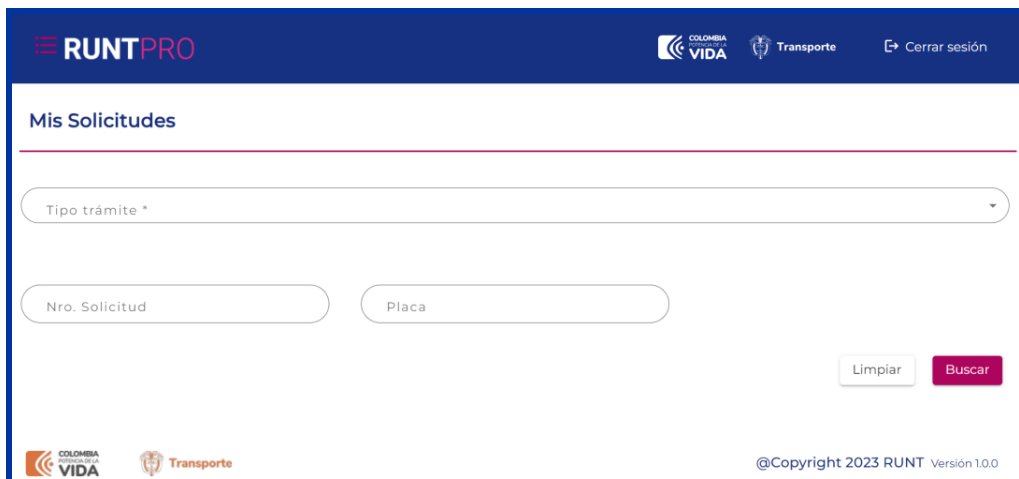 RUNTPRO
COLOMBIA
POTENCIA DE LA
VIDA
Transporte
Cerrar sesión
Mis Solicitudes
Tipo trámite *
Nro. Solicitud
Placa
Limpiar
Buscar
COLOMBIA
POTENCIA DE LA
VIDA
Transporte
@Copyright 2023 RUNT Versión 1.0.0